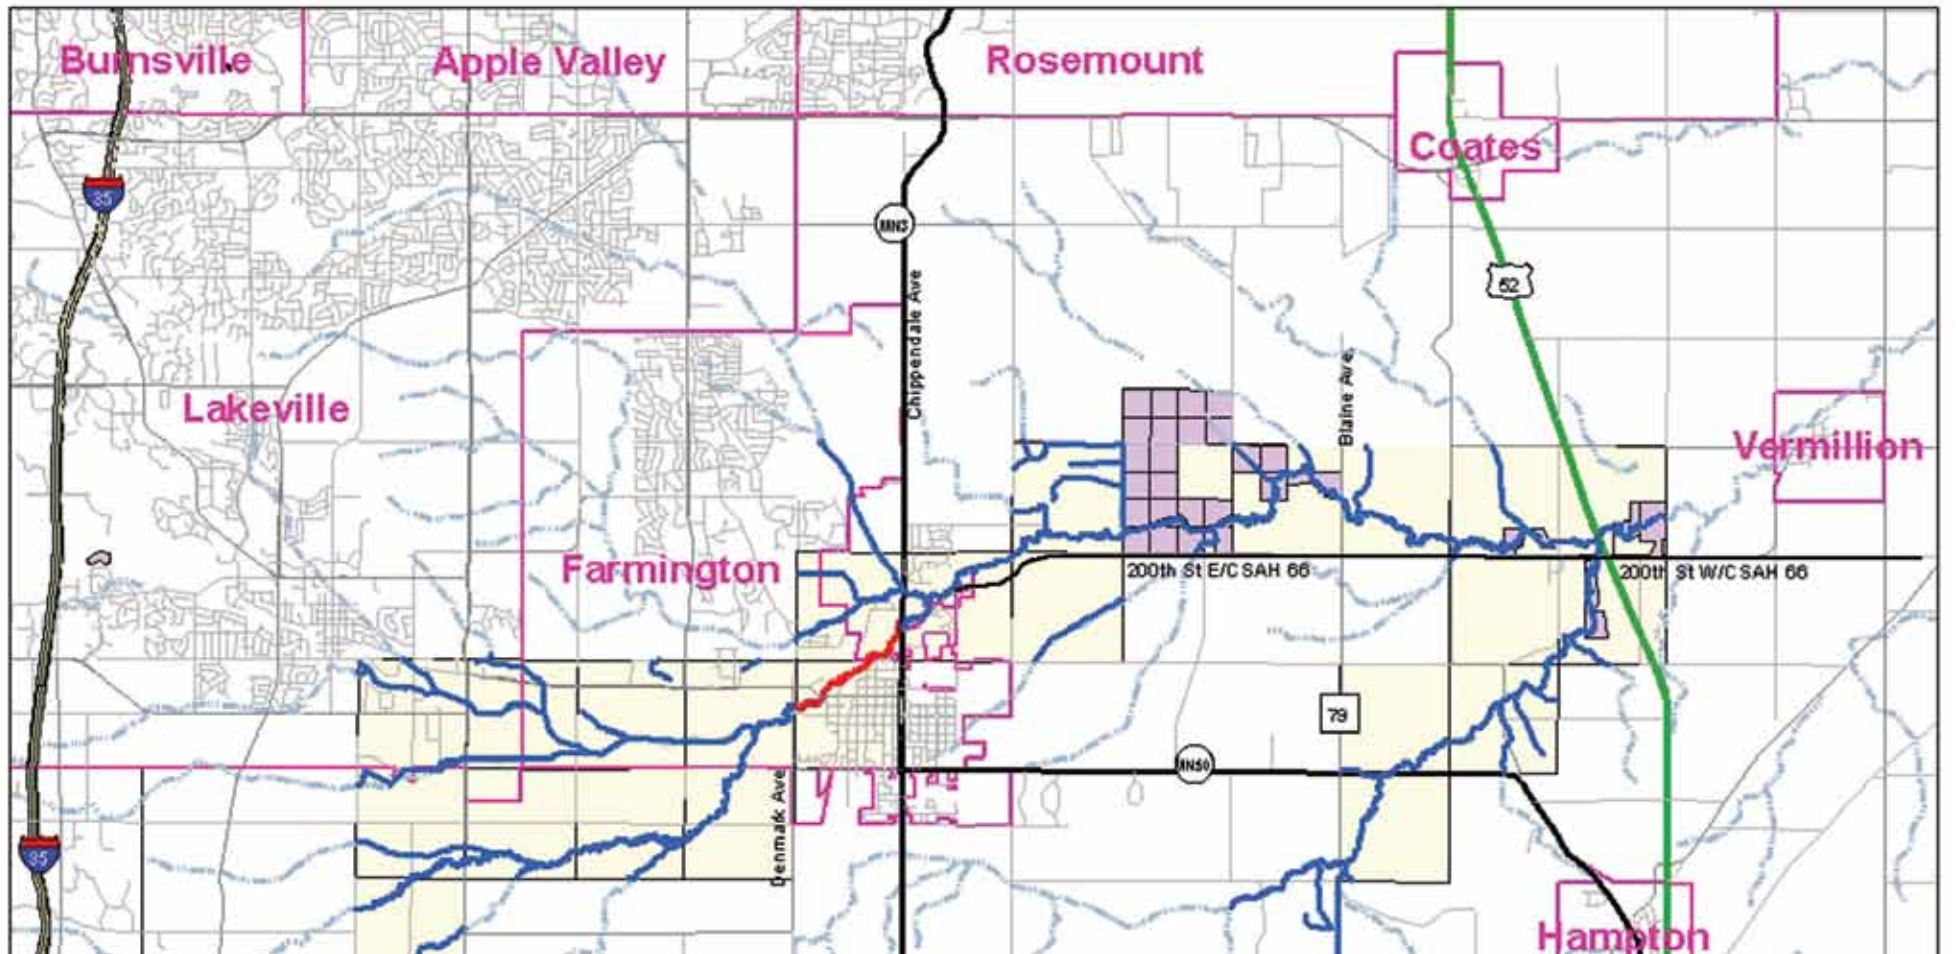 Burnsville
Apple Valley
Rosemount
Coates
35
MN3
52
Chippendale Ave
Blaine Ave.
Lakeville
Vermillion
Farmington
200th St E/CSAH 66
200th St W/CSAH 66
79
MN50
Denmark Ave
35
Hampton